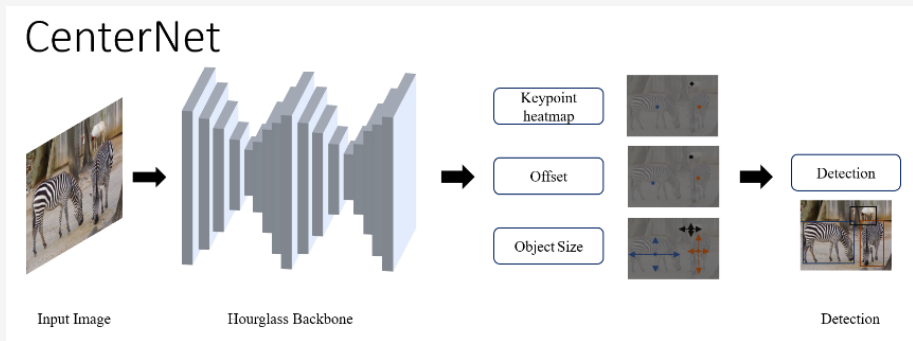 CenterNet
Keypoint
heatmap
Offset
Detection
Object Size
Input Image
Hourglass Backbone
Detection